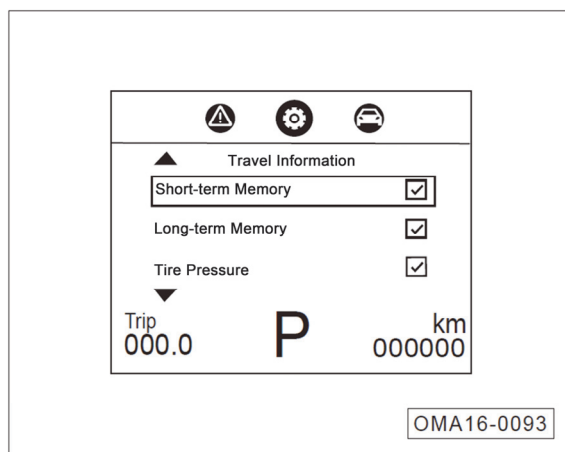 Travel Information
Short-term Memory
Long-term Memory
Tire Pressure
Trip
000.0
P
km
000000
OMA16-0093